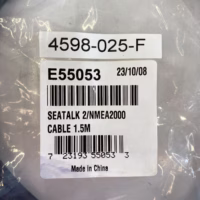 4598-025-F
E55053 23/10/08
SEATALK 2/NMEA2000
CABLE 1.5M
7 23193 55053 3
Made in China